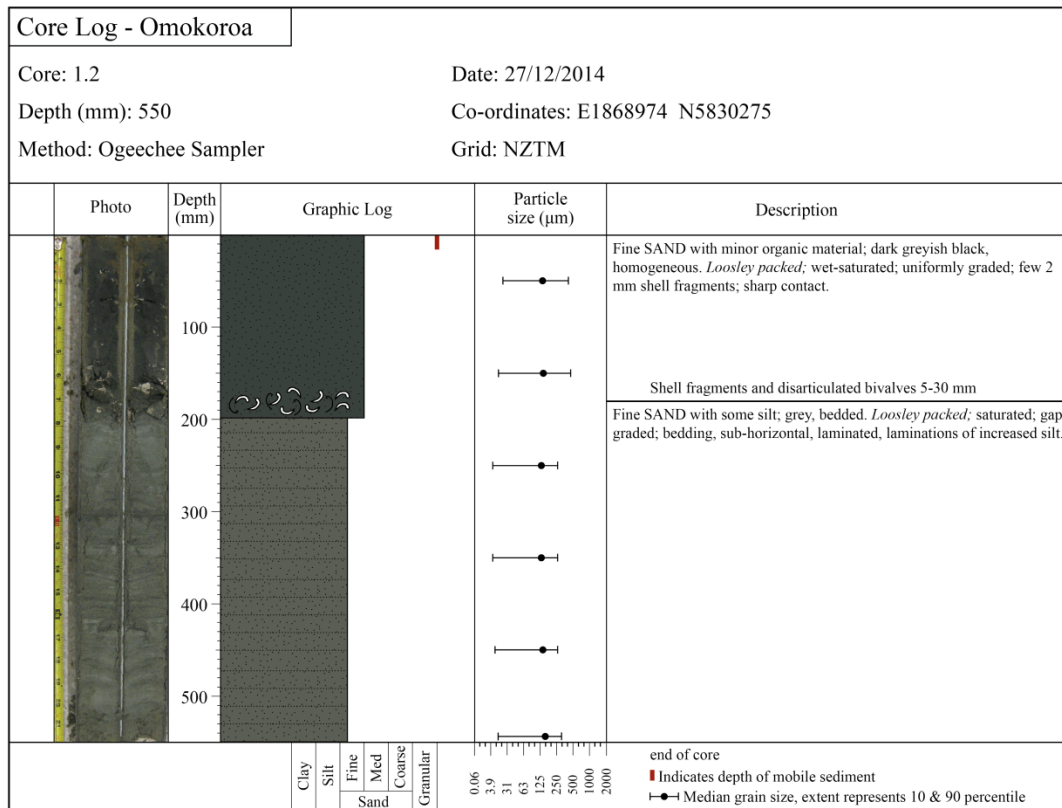 Core Log - Omokoroa
Core: 1.2
Date: 27/12/2014
Depth (mm): 550
Co-ordinates: E1868974 N5830275
Method: Ogeechee Sampler
Grid: NZTM
Photo
Depth
(mm)
Graphic Log
Particle
size (μm)
Description
Fine SAND with minor organic material; dark greyish black,
homogeneous. Loosley packed; wet-saturated; uniformly graded; few 2
mm shell fragments; sharp contact.
100
Shell fragments and disarticulated bivalves 5-30 mm
200
Fine SAND with some silt; grey, bedded. Loosley packed; saturated; gap
graded; bedding, sub-horizontal, laminated, laminations of increased silt.
300
400
500
Clay
Silt
Fine
Med
Coarse
Granular
Sand
0.06
3.9
31
63
125
250
500
1000
2000
end of core
Indicates depth of mobile sediment
Median grain size, extent represents 10 & 90 percentile